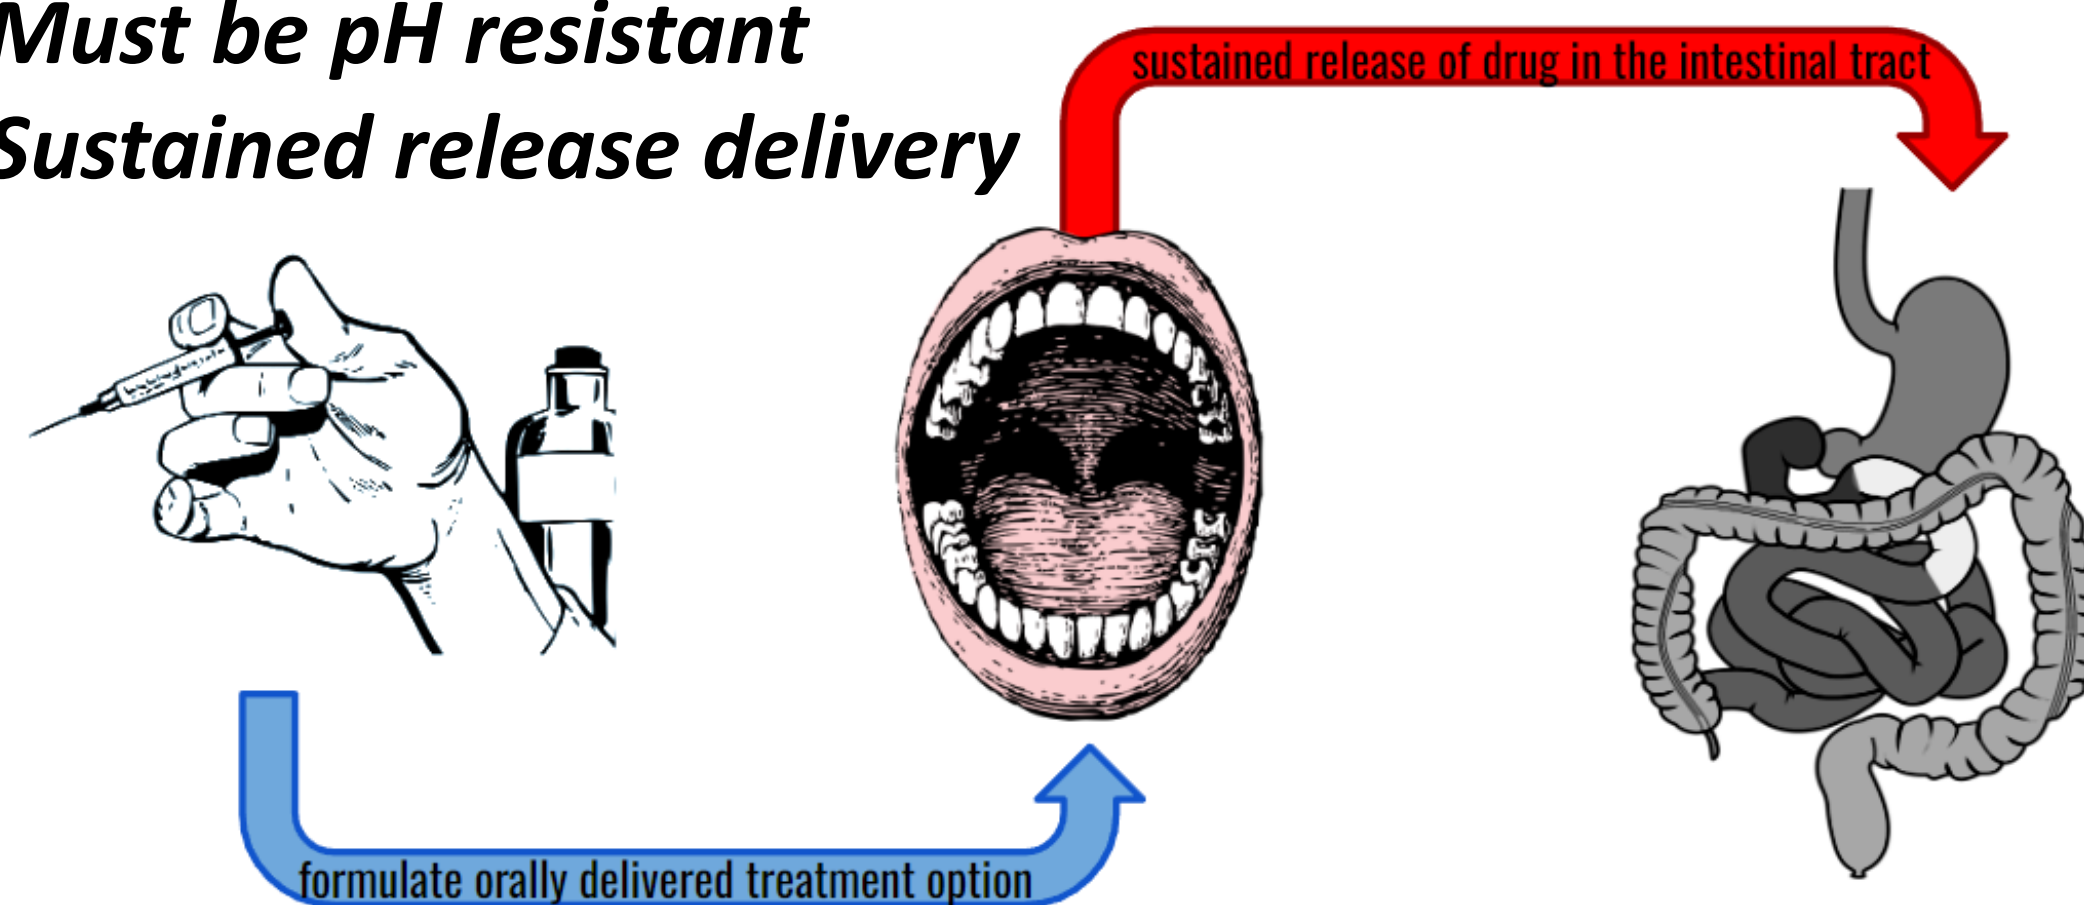 Must be pH resistant
Sustained release delivery
sustained release of drug in the intestinal tract
formulate orally delivered treatment option